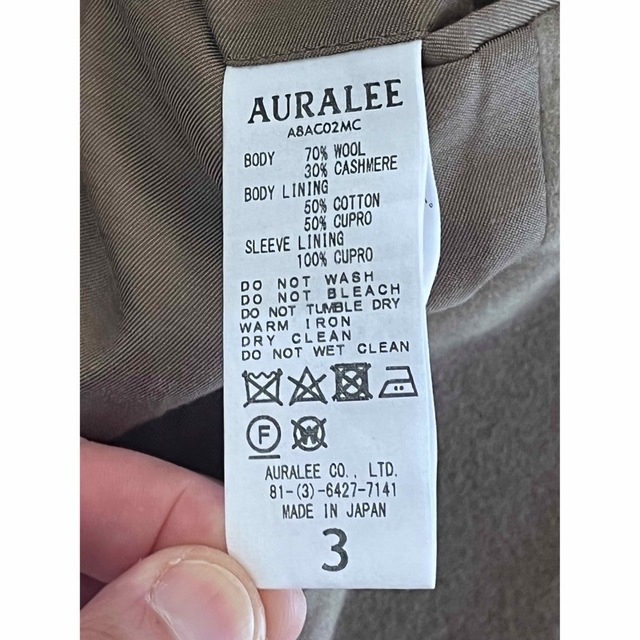 AURALEE
A8AC02MC
BODY 70% WOOL
30% CASHMERE
BODY LINING
50% COTTON
50% CUPRO
SLEEVE LINING
100% CUPRO
DO NOT WASH
DO NOT BLEACH
DO NOT TUMBLE DRY
WARM IRON
DRY CLEAN
DO NOT WET CLEAN
F W
AURALEE CO., LTD.
81-(3)-6427-7141
MADE IN JAPAN
3